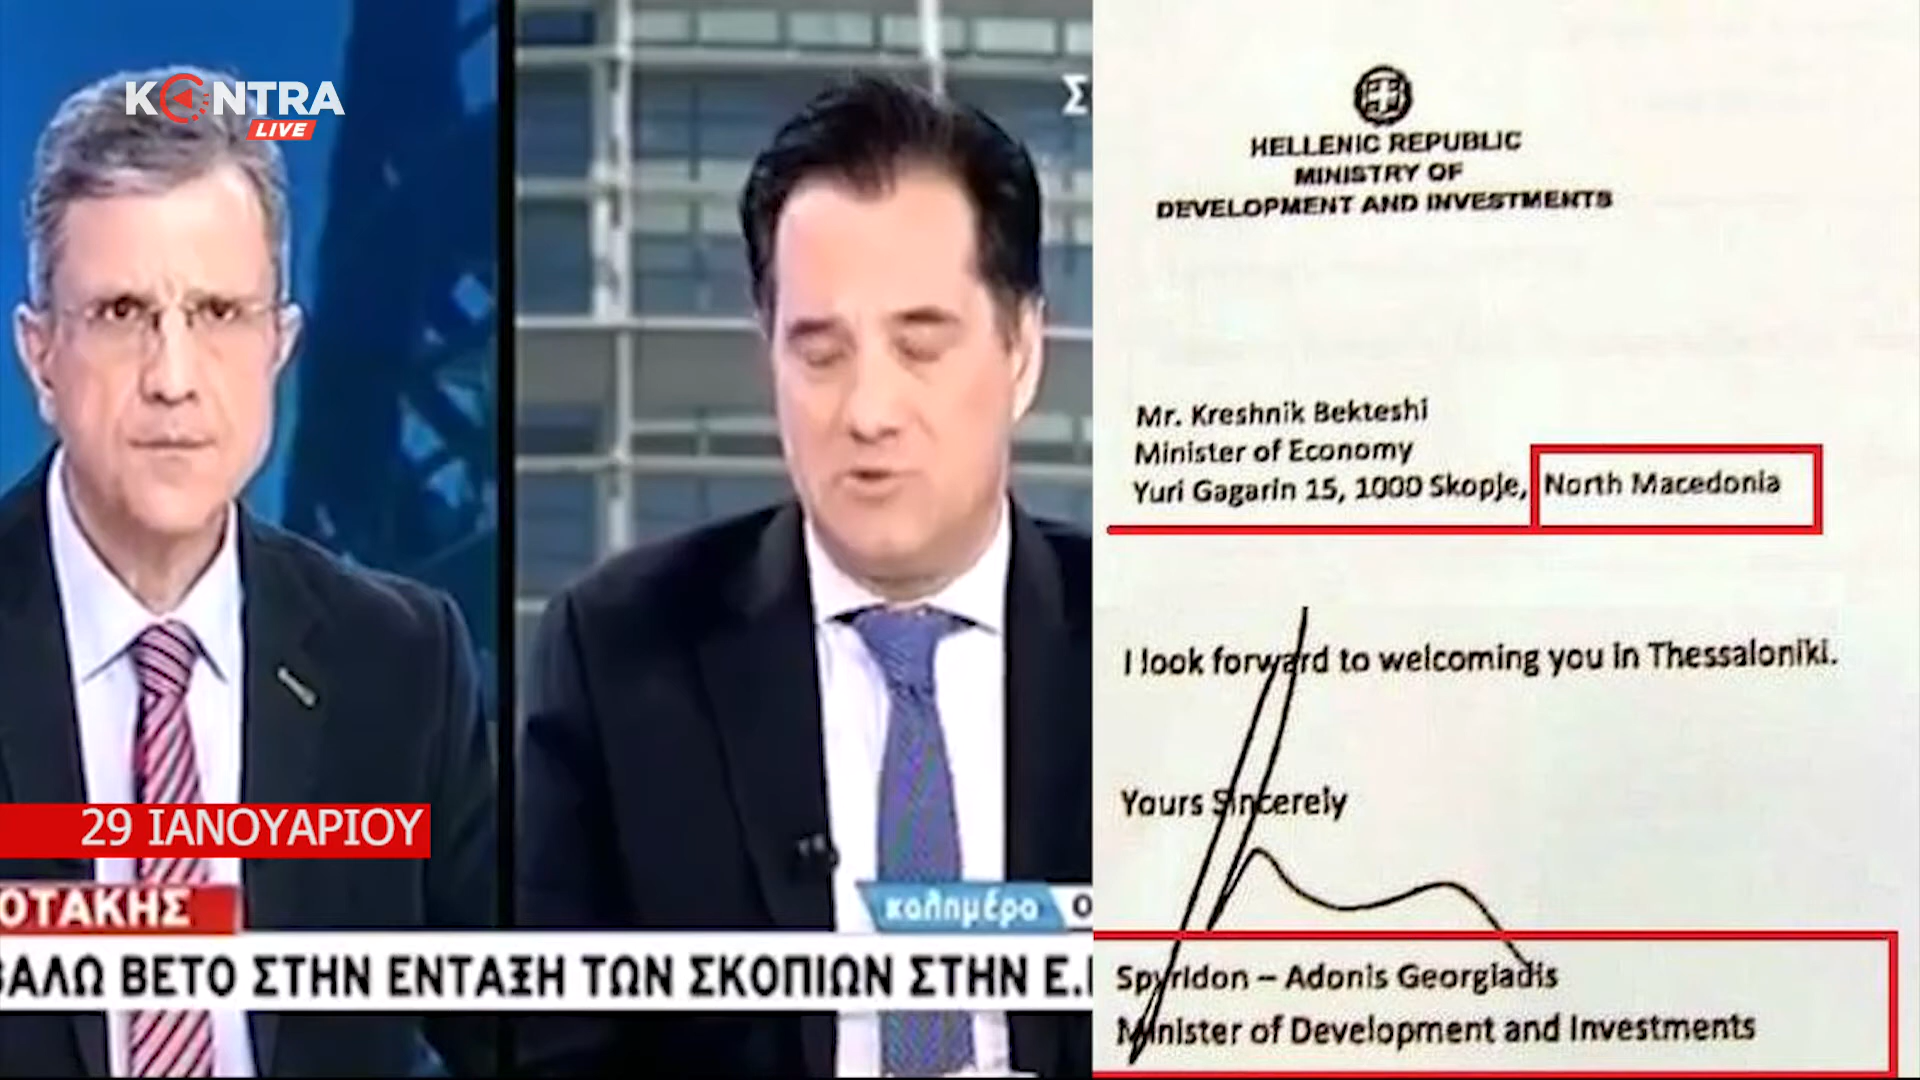 KONTRA
LIVE
Σ
29 ΙΑΝΟΥΑΡΙΟΥ
ΟΤΑΚΗΣ
καλημέρα
Ο
ΒΑΛΩ ΒΕΤΟ ΣΤΗΝ ΕΝΤΑΞΗ ΤΩΝ ΣΚΟΠΙΩΝ ΣΤΗΝ Ε.
HELLENIC REPUBLIC
MINISTRY OF
DEVELOPMENT AND INVESTMENTS
Mr. Kreshnik Bekteshi
Minister of Economy
Yuri Gagarin 15, 1000 Skopje, North Macedonia
I look forward to welcoming you in Thessaloniki.
Yours Sincerely
Spyridon – Adonis Georgiadis
Minister of Development and Investments